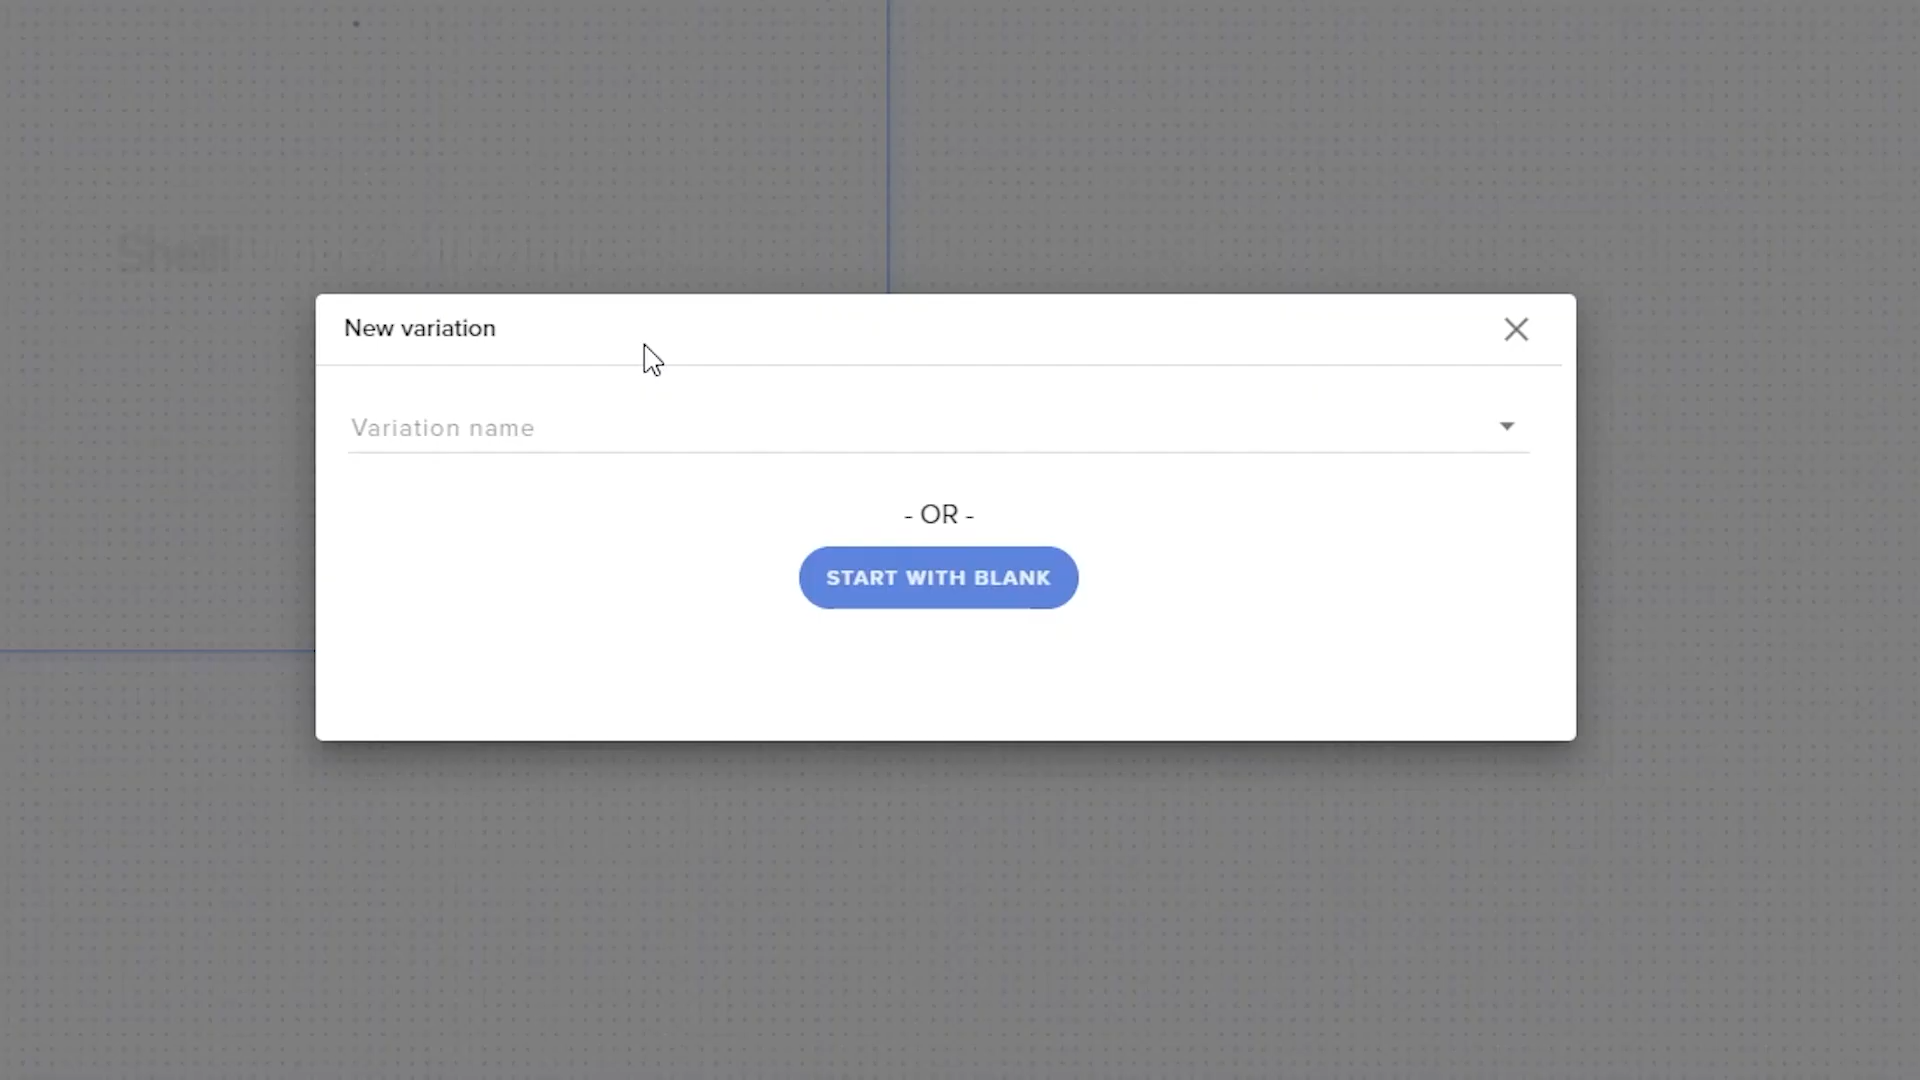 New variation
Variation name
- OR -
START WITH BLANK